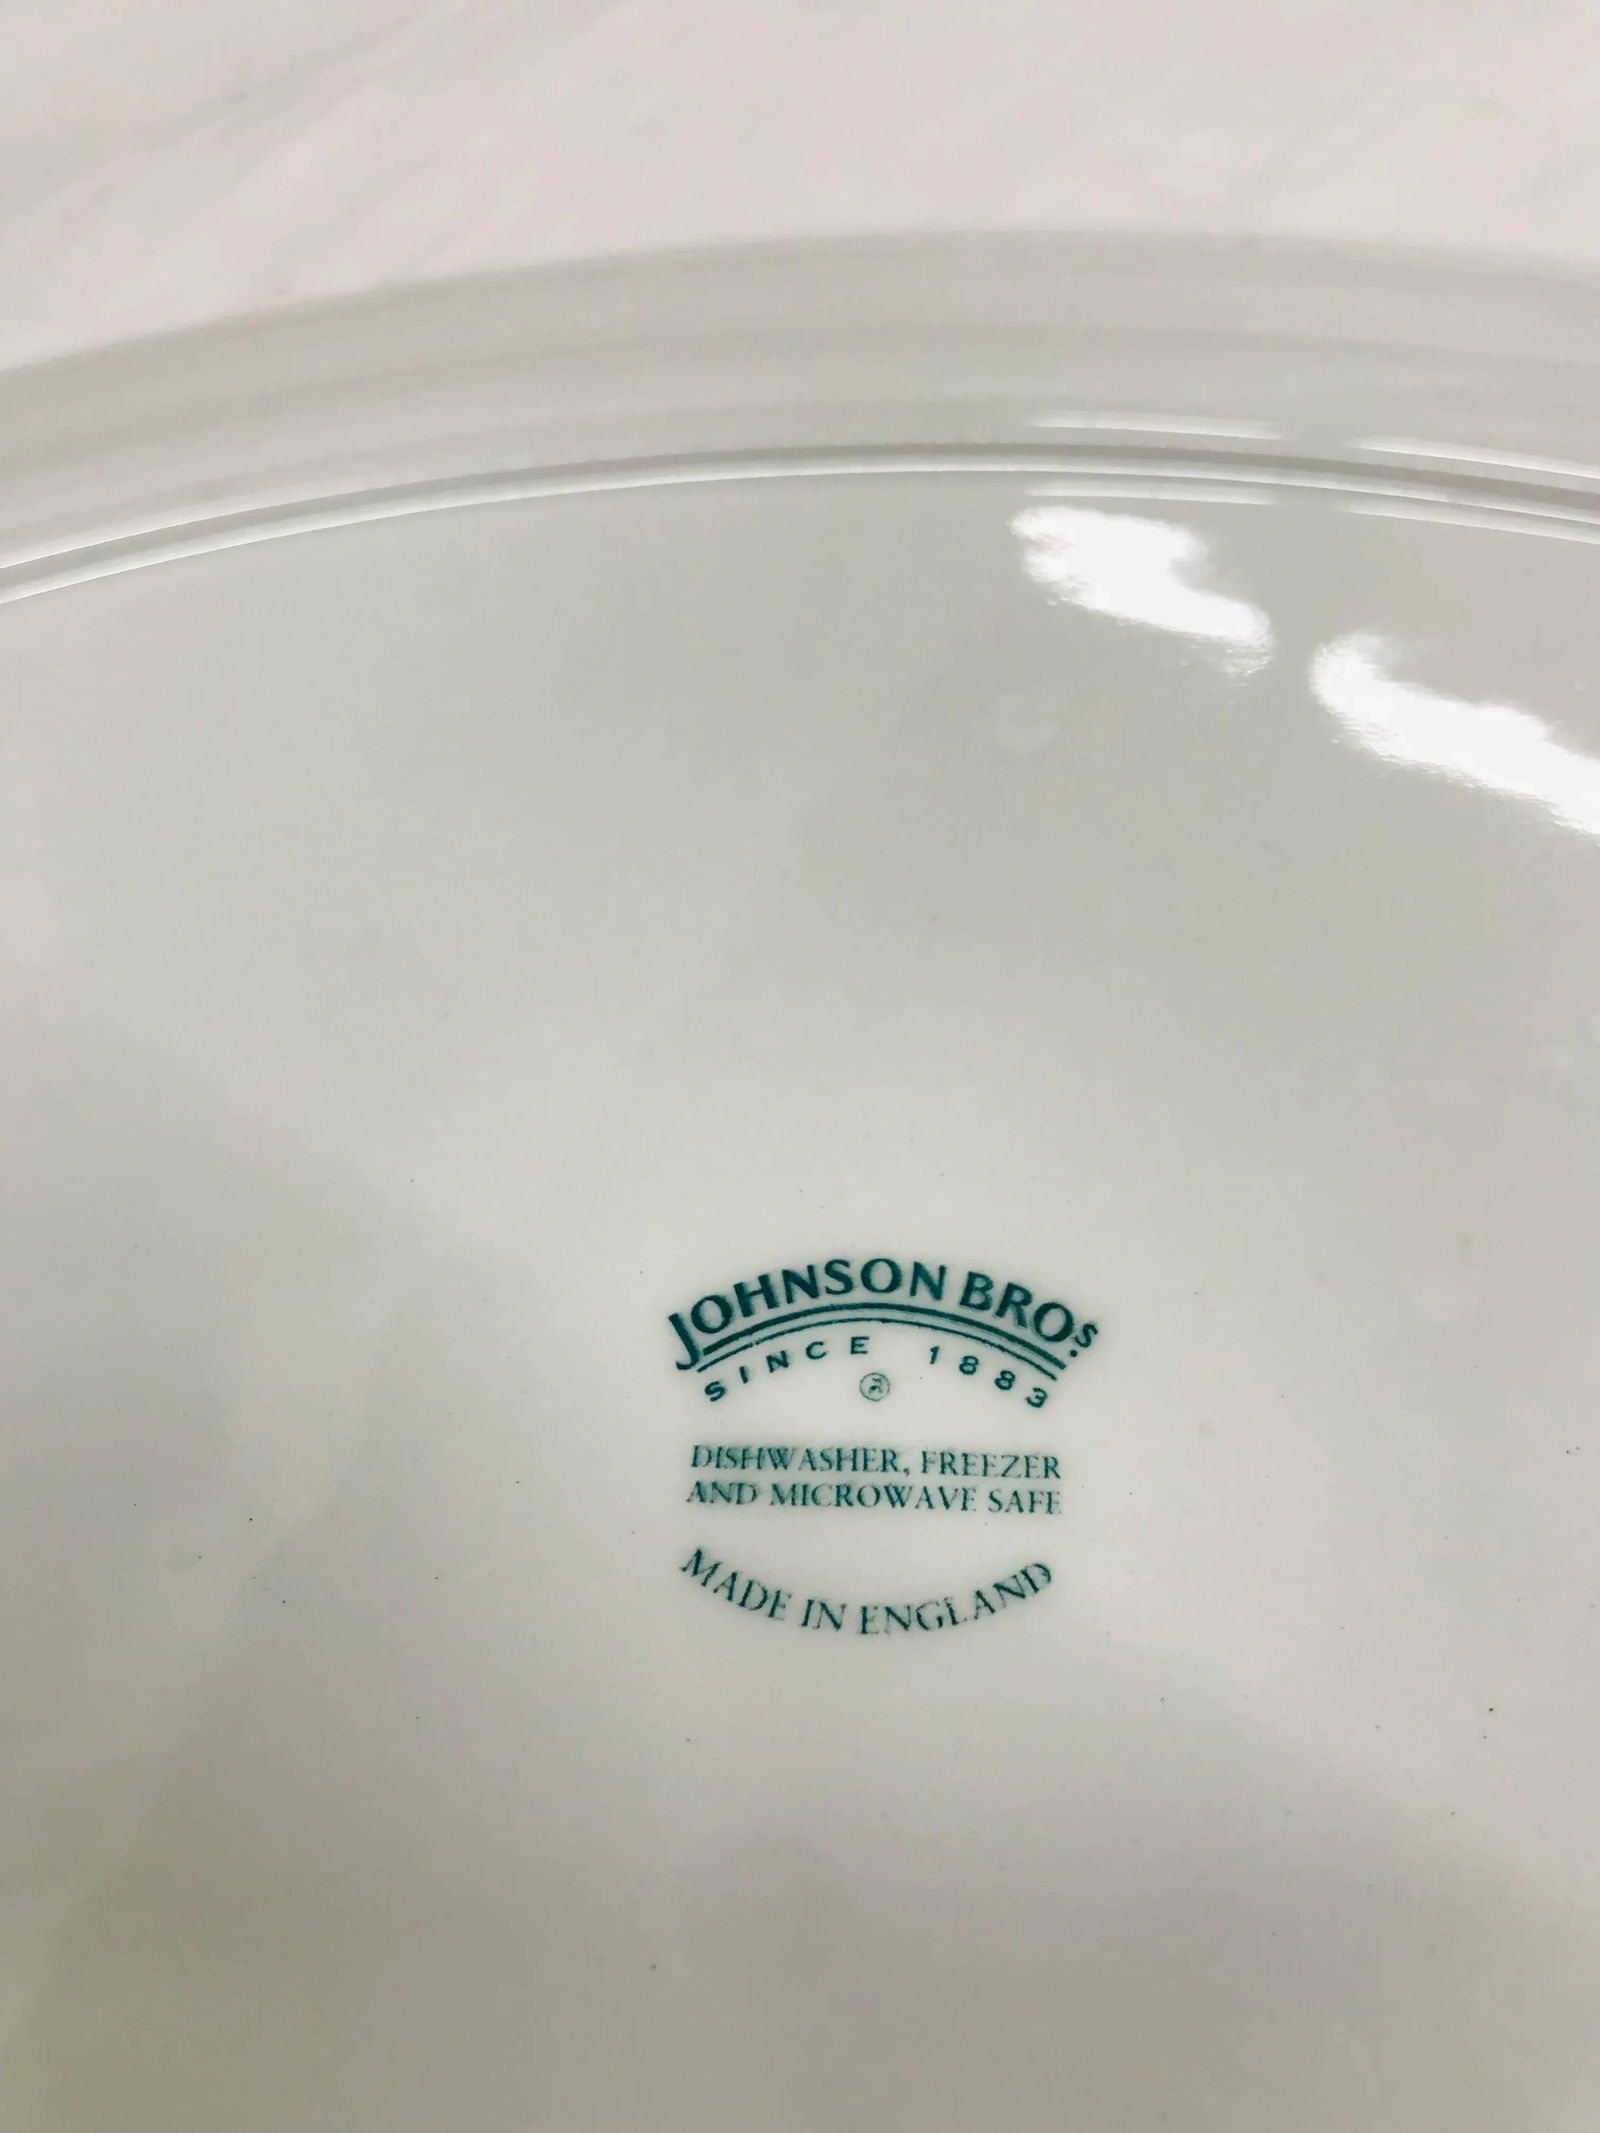 JOHNSON BROS.
SINCE 1883
®
DISHWASHER, FREEZER
AND MICROWAVE SAFE
MADE IN ENGLAND